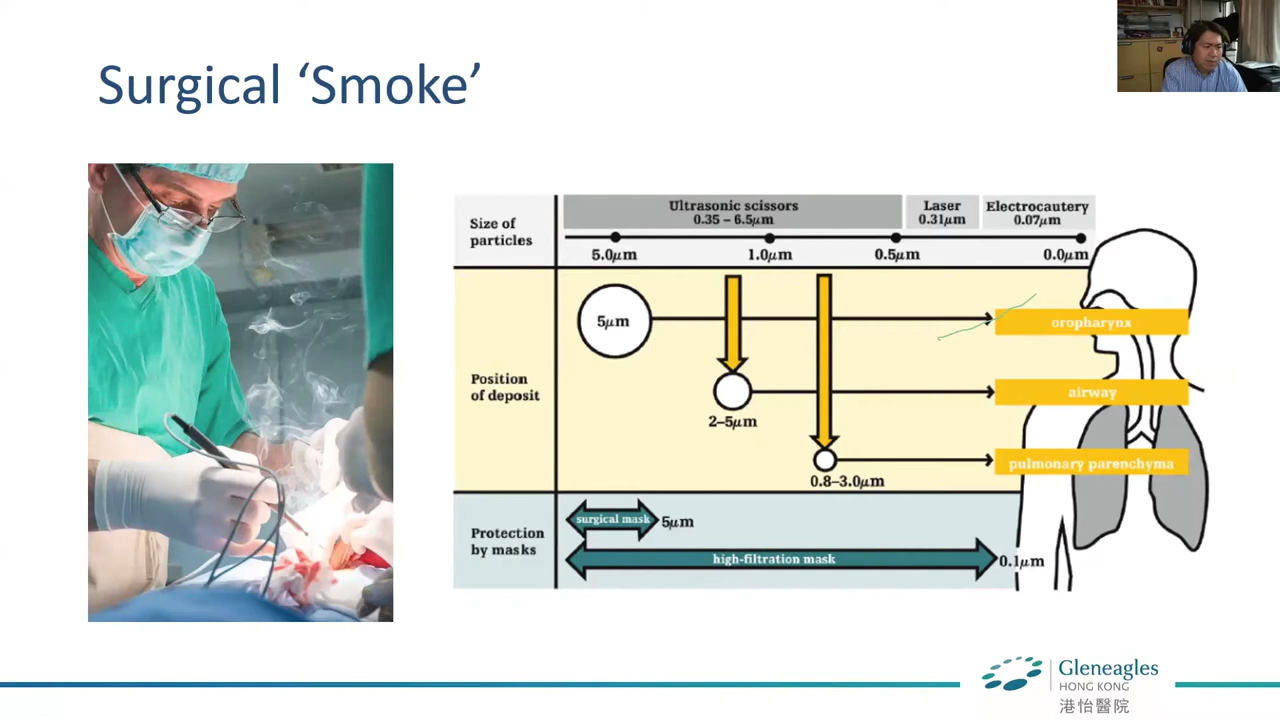 Surgical ‘Smoke’
Size of
particles
Ultrasonic scissors
0.35 – 6.5μm
Laser
0.31μm
Electrocautery
0.07μm
5.0μm
1.0μm
0.5μm
0.0μm
Position
of deposit
5μm
oropharynx
2–5μm
airway
0.8–3.0μm
pulmonary parenchyma
Protection
by masks
surgical mask
5μm
high-filtration mask
0.1μm
Gleneagles
HONG KONG
港怡醫院